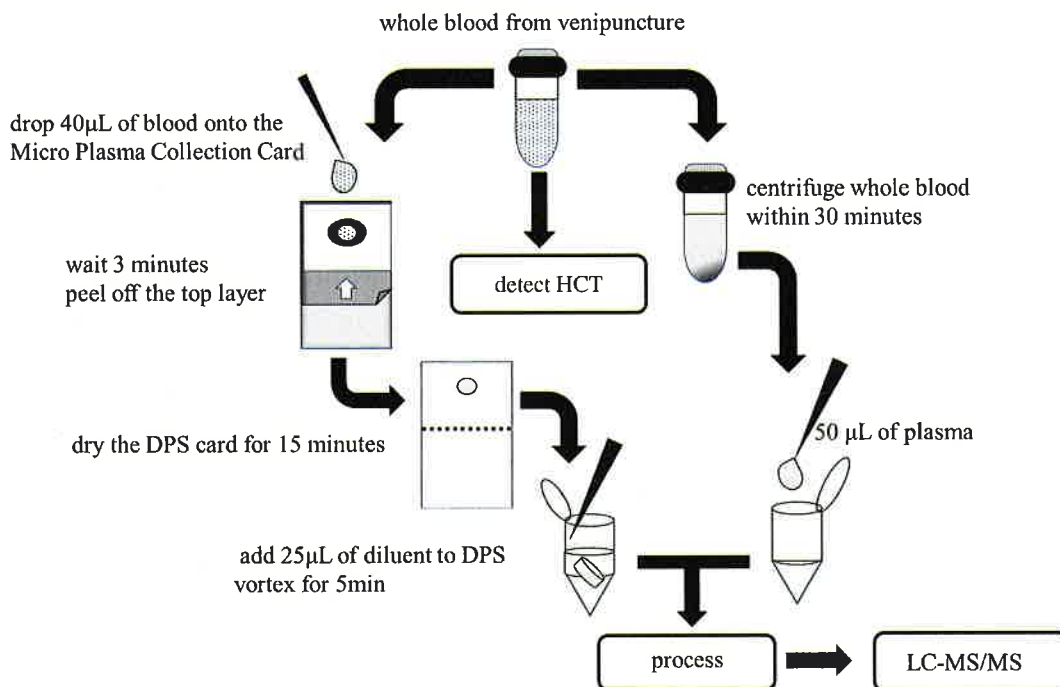 whole blood from venipuncture
drop 40μL of blood onto the
Micro Plasma Collection Card
centrifuge whole blood
within 30 minutes
wait 3 minutes
peel off the top layer
detect HCT
dry the DPS card for 15 minutes
50 μL of plasma
add 25μL of diluent to DPS
vortex for 5min
process
LC-MS/MS